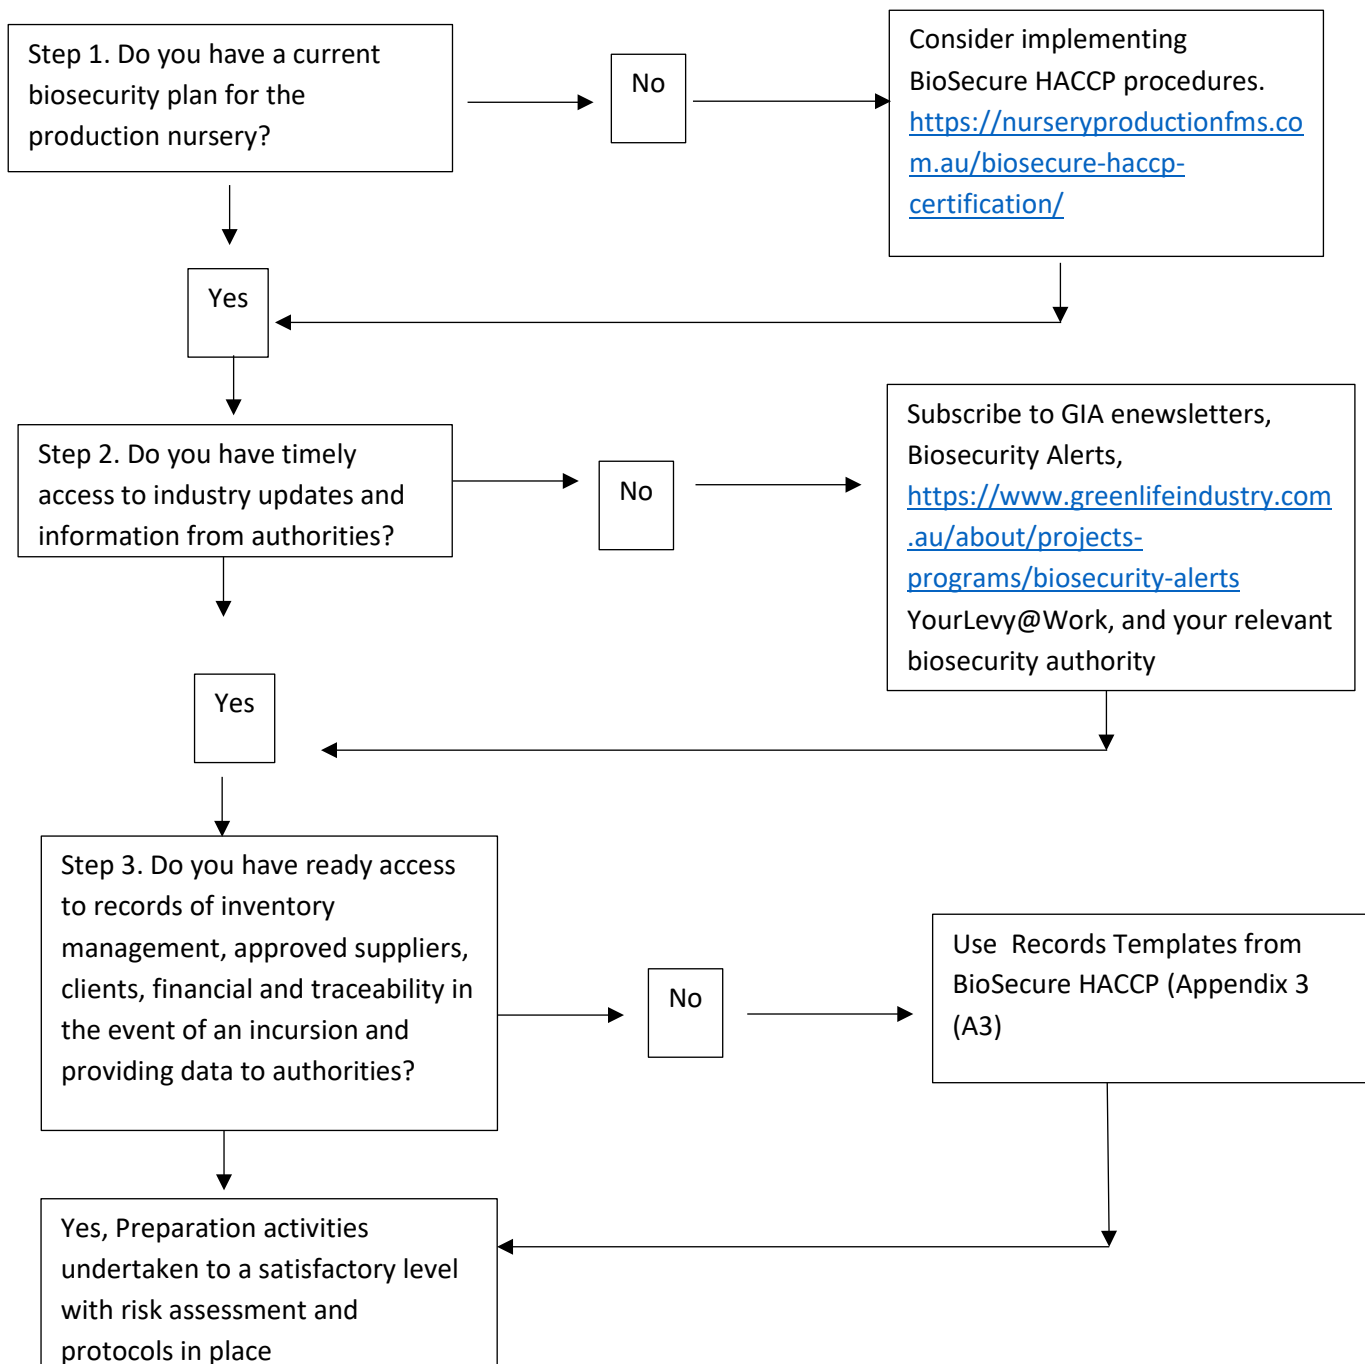 Step 1. Do you have a current
biosecurity plan for the
production nursery?
No
Consider implementing
BioSecure HACCP procedures.
https://nurseryproductionfms.co
m.au/biosecure-haccp-
certification/
Yes
Step 2. Do you have timely
access to industry updates and
information from authorities?
No
Subscribe to GIA enewsletters,
Biosecurity Alerts,
https://www.greenlifeindustry.com
.au/about/projects-
programs/biosecurity-alerts
YourLevy@Work, and your relevant
biosecurity authority
Yes
Step 3. Do you have ready access
to records of inventory
management, approved suppliers,
clients, financial and traceability in
the event of an incursion and
providing data to authorities?
No
Use  Records Templates from
BioSecure HACCP (Appendix 3
(A3)
Yes, Preparation activities
undertaken to a satisfactory level
with risk assessment and
protocols in place